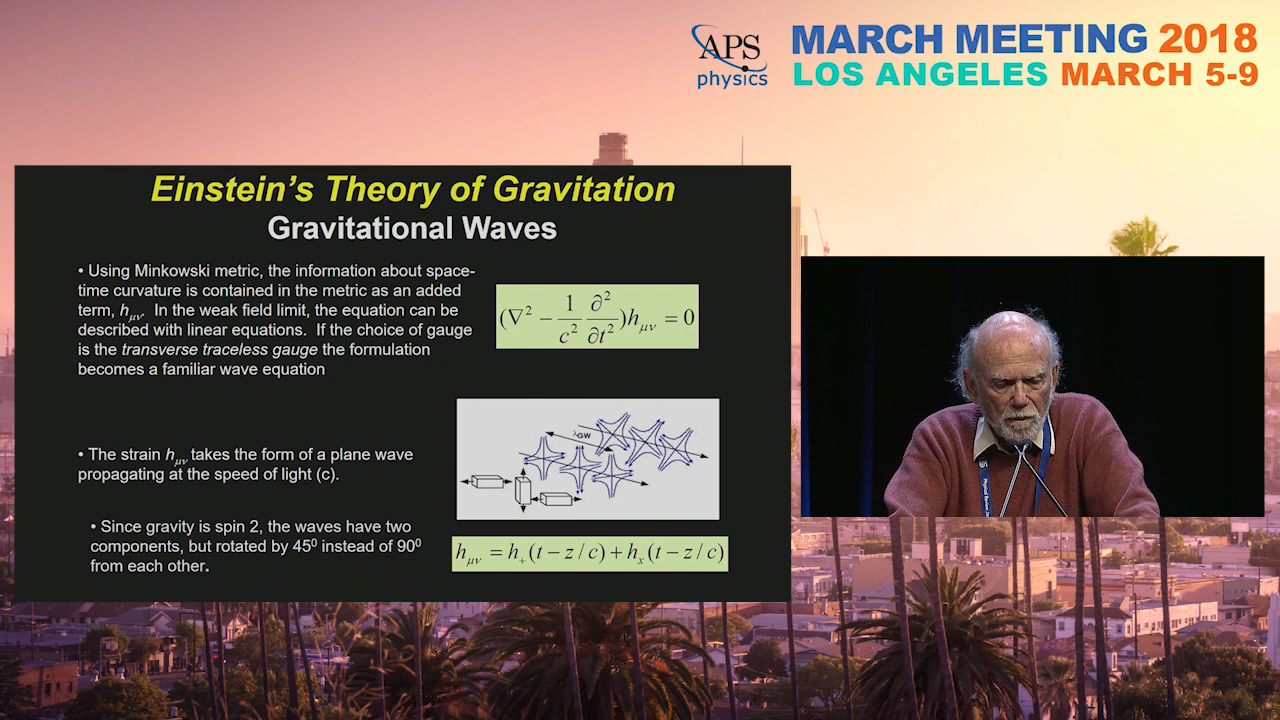 APS
physics
MARCH MEETING 2018
LOS ANGELES MARCH 5-9
Einstein's Theory of Gravitation
Gravitational Waves
• Using Minkowski metric, the information about space-
time curvature is contained in the metric as an added
term, hμν. In the weak field limit, the equation can be
described with linear equations. If the choice of gauge
is the transverse traceless gauge the formulation
becomes a familiar wave equation
(∇² − 1/c² ∂²/∂t²)hμν = 0
• The strain hμν takes the form of a plane wave
propagating at the speed of light (c).
λGW
• Since gravity is spin 2, the waves have two
components, but rotated by 45⁰ instead of 90⁰
from each other.
hμν = h₊(t − z / c) + hₓ(t − z / c)